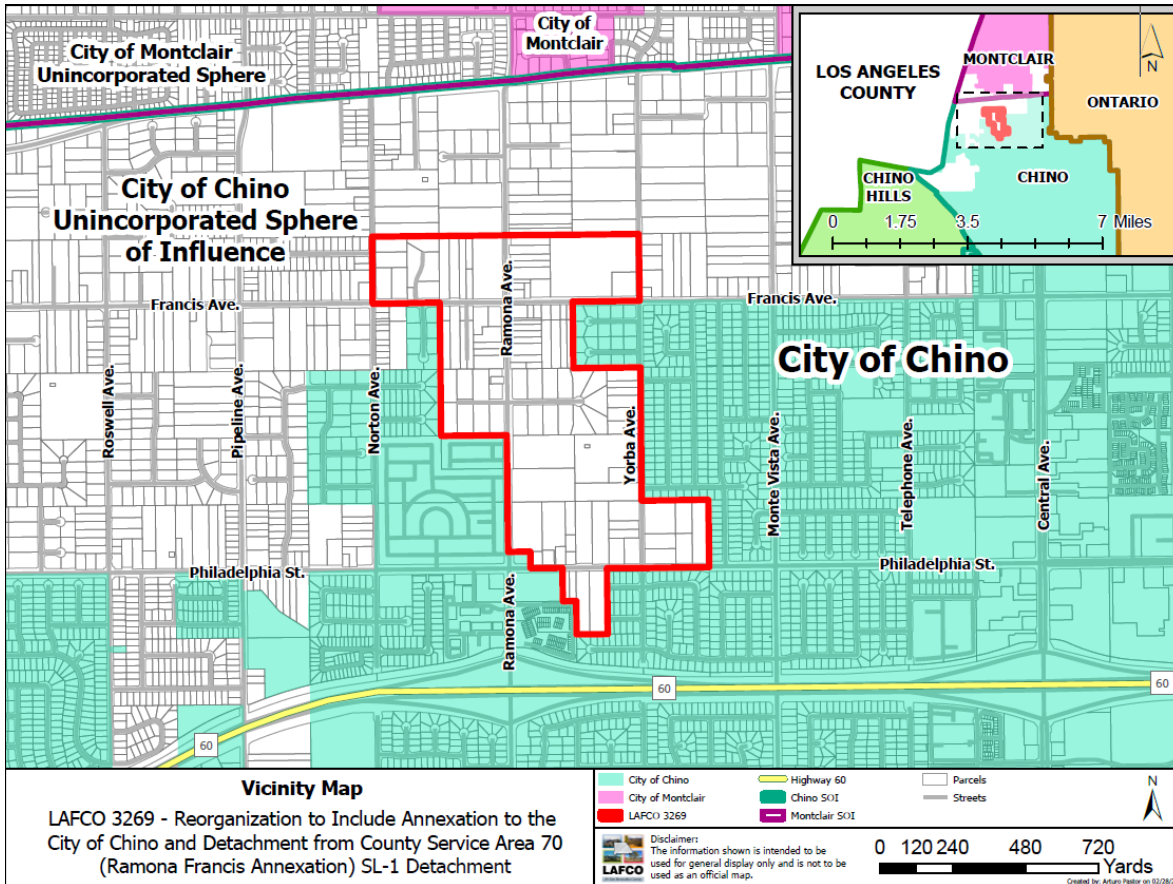 City of Montclair
Unincorporated Sphere
City of
Montclair
LOS ANGELES
COUNTY
MONTCLAIR
N
ONTARIO
CHINO
CHINO
HILLS
0 1.75 3.5 7 Miles
City of Chino
Unincorporated Sphere
of Influence
Francis Ave.
Ramona Ave.
Francis Ave.
City of Chino
Roswell Ave.
Pipeline Ave.
Norton Ave.
Yorba Ave.
Monte Vista Ave.
Telephone Ave.
Central Ave.
Philadelphia St.
Ramona Ave.
Philadelphia St.
60
60
60
Vicinity Map
LAFCO 3269 - Reorganization to Include Annexation to the
City of Chino and Detachment from County Service Area 70
(Ramona Francis Annexation) SL-1 Detachment
City of Chino
City of Montclair
LAFCO 3269
Highway 60
Chino SOI
Montclair SOI
Parcels
Streets
N
LAFCO
Disclaimer:
The information shown is intended to be
used for general display only and is not to be
used as an official map.
0 120 240 480 720
Yards
Created by: Arturo Pastor on 02/28/